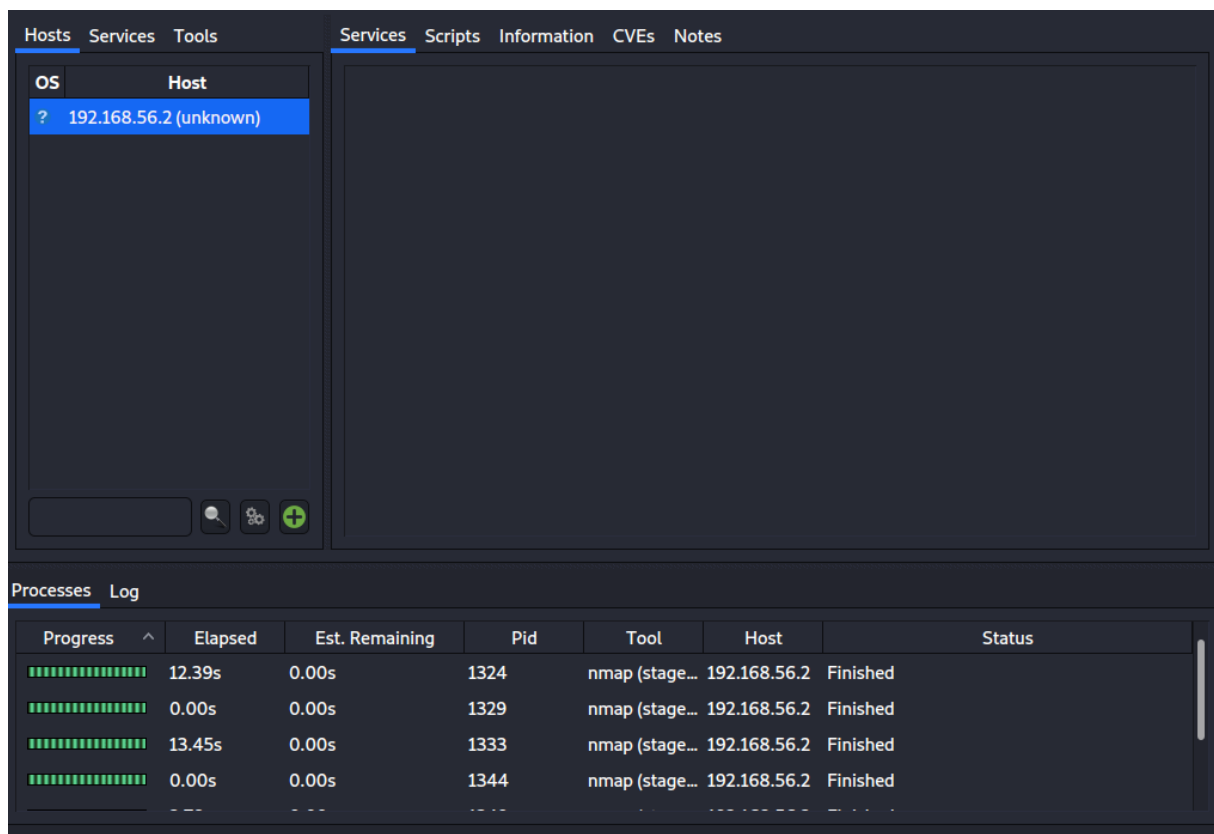 Hosts Services Tools
Services Scripts Information CVEs Notes
OS Host
? 192.168.56.2 (unknown)
Processes Log
Progress Elapsed Est. Remaining Pid Tool Host Status
12.39s 0.00s 1324 nmap (stage... 192.168.56.2 Finished
0.00s 0.00s 1329 nmap (stage... 192.168.56.2 Finished
13.45s 0.00s 1333 nmap (stage... 192.168.56.2 Finished
0.00s 0.00s 1344 nmap (stage... 192.168.56.2 Finished